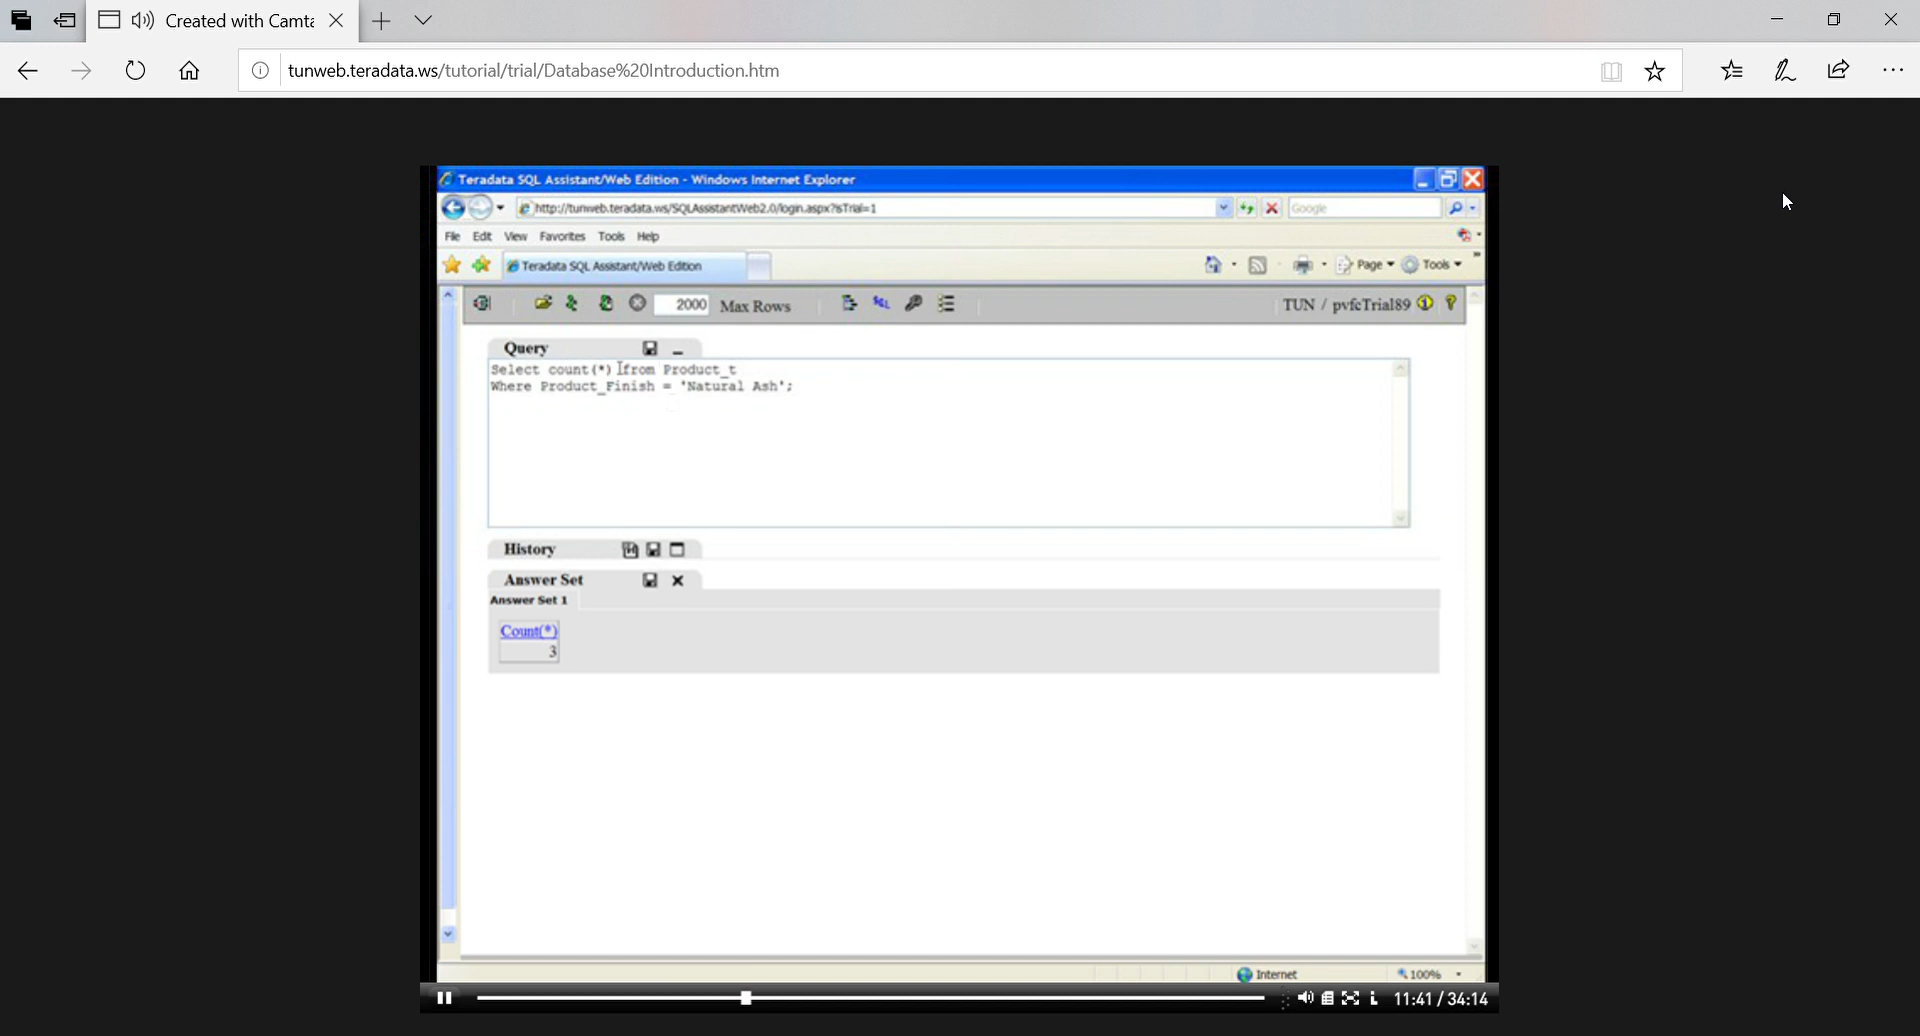 Created with Camta
tunweb.teradata.ws/tutorial/trial/Database%20Introduction.htm
Teradata SQL Assistant/Web Edition - Windows Internet Explorer
http://tunweb.teradata.ws/SQLAssistantWeb2.0/login.aspx?isTrial=1
Google
File Edit View Favorites Tools Help
Teradata SQL Assistant/Web Edition
Page Tools
2000 Max Rows
SQL
TUN / pvfcTrial89
Query
Select count(*) from Product_t
Where Product_Finish = 'Natural Ash';
History
Answer Set
Answer Set 1
Count(*)
3
Internet
100%
11:41 / 34:14